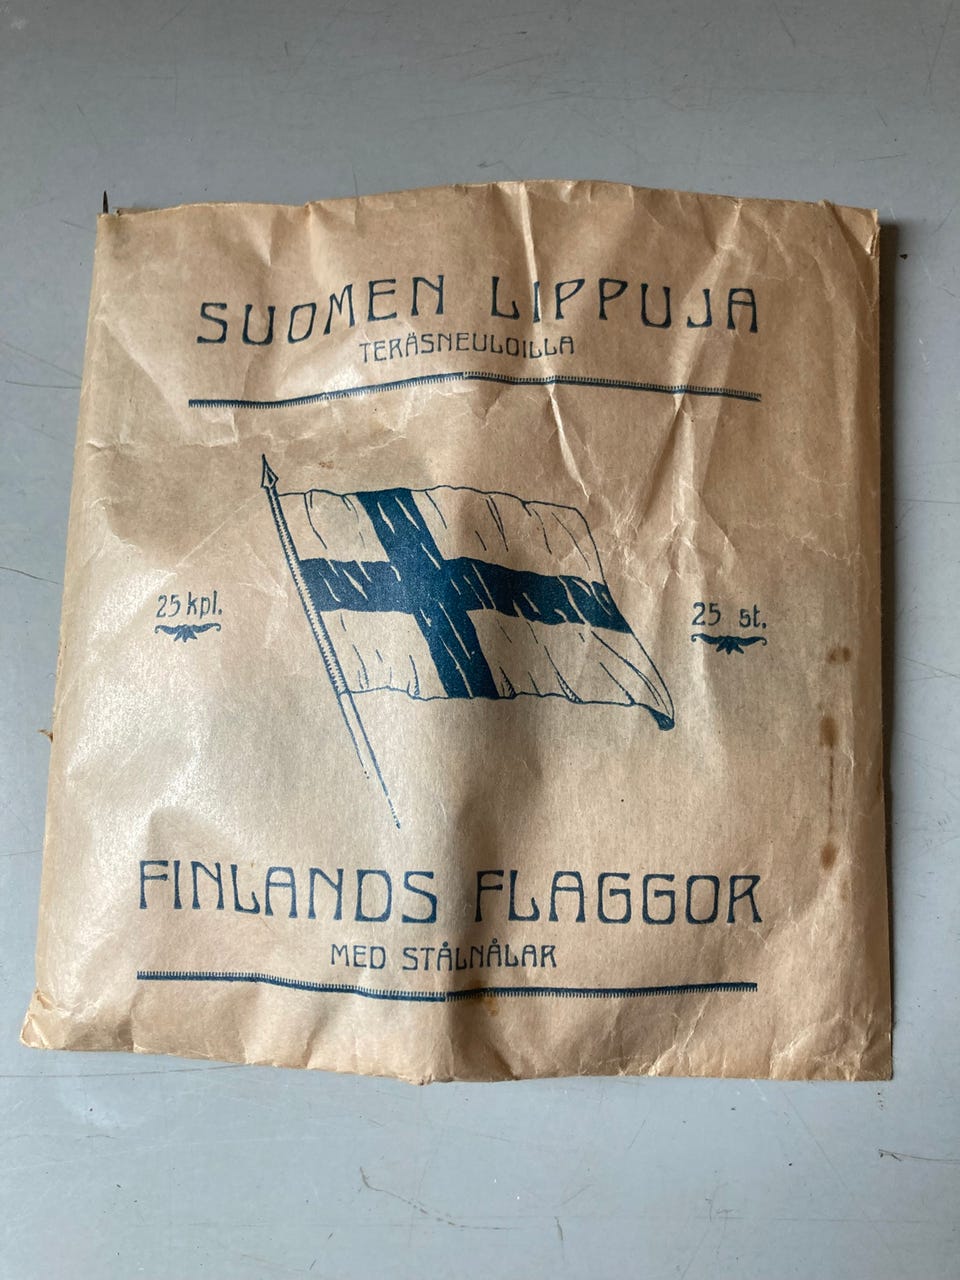 SUOMEN LIPPUJA
TERÄSNEULOILLA
25 kpl.
25 st.
FINLANDS FLAGGOR
MED STÅLNÅLAR